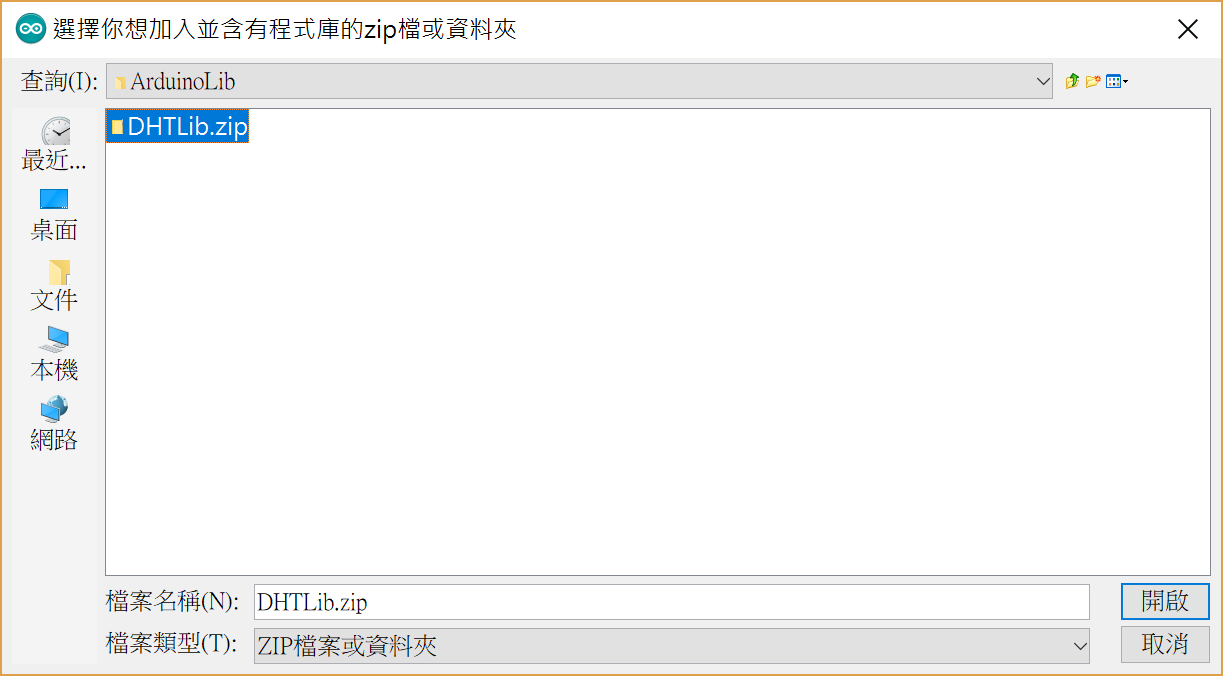 選擇你想加入並含有程式庫的zip檔或資料夾
查詢(I): ArduinoLib
DHTLib.zip
最近...
桌面
文件
本機
網路
檔案名稱(N): DHTLib.zip 開啟
檔案類型(T): ZIP檔案或資料夾 取消